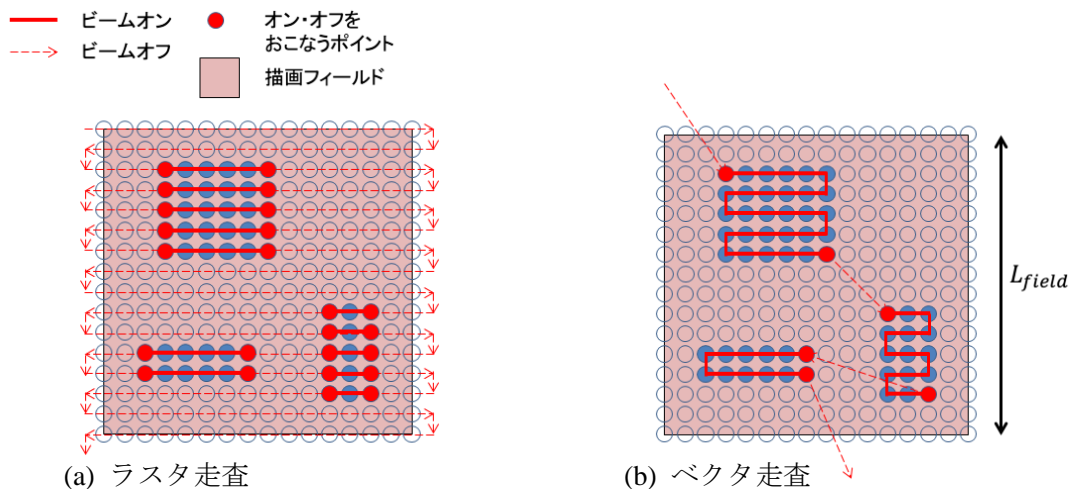 ビームオン
ビームオフ
オン・オフを
おこなうポイント
描画フィールド
L_field
(a) ラスタ走査
(b) ベクタ走査